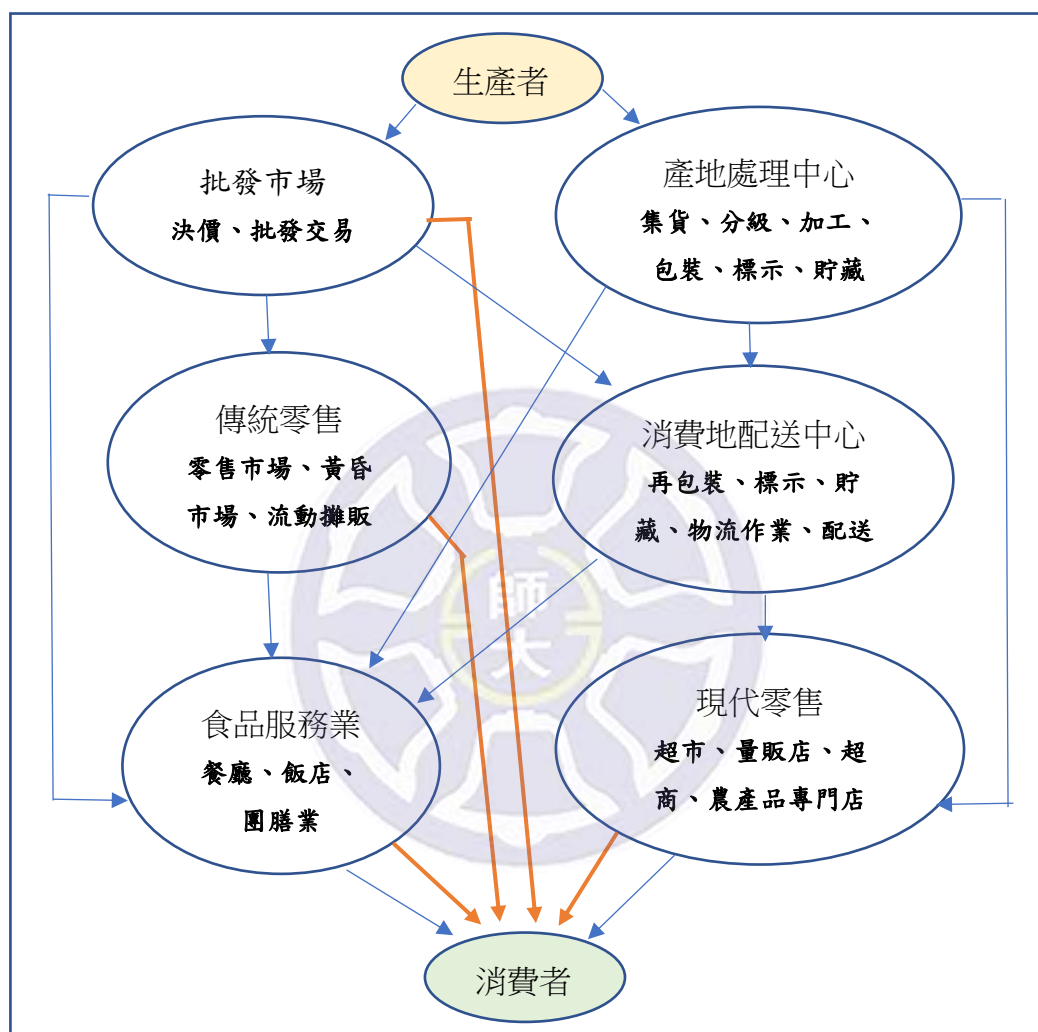 生產者
批發市場
決價、批發交易
產地處理中心
集貨、分級、加工、
包裝、標示、貯藏
傳統零售
零售市場、黃昏
市場、流動攤販
消費地配送中心
再包裝、標示、貯
藏、物流作業、配送
師
大
食品服務業
餐廳、飯店、
團膳業
現代零售
超市、量販店、超
商、農產品專門店
消費者